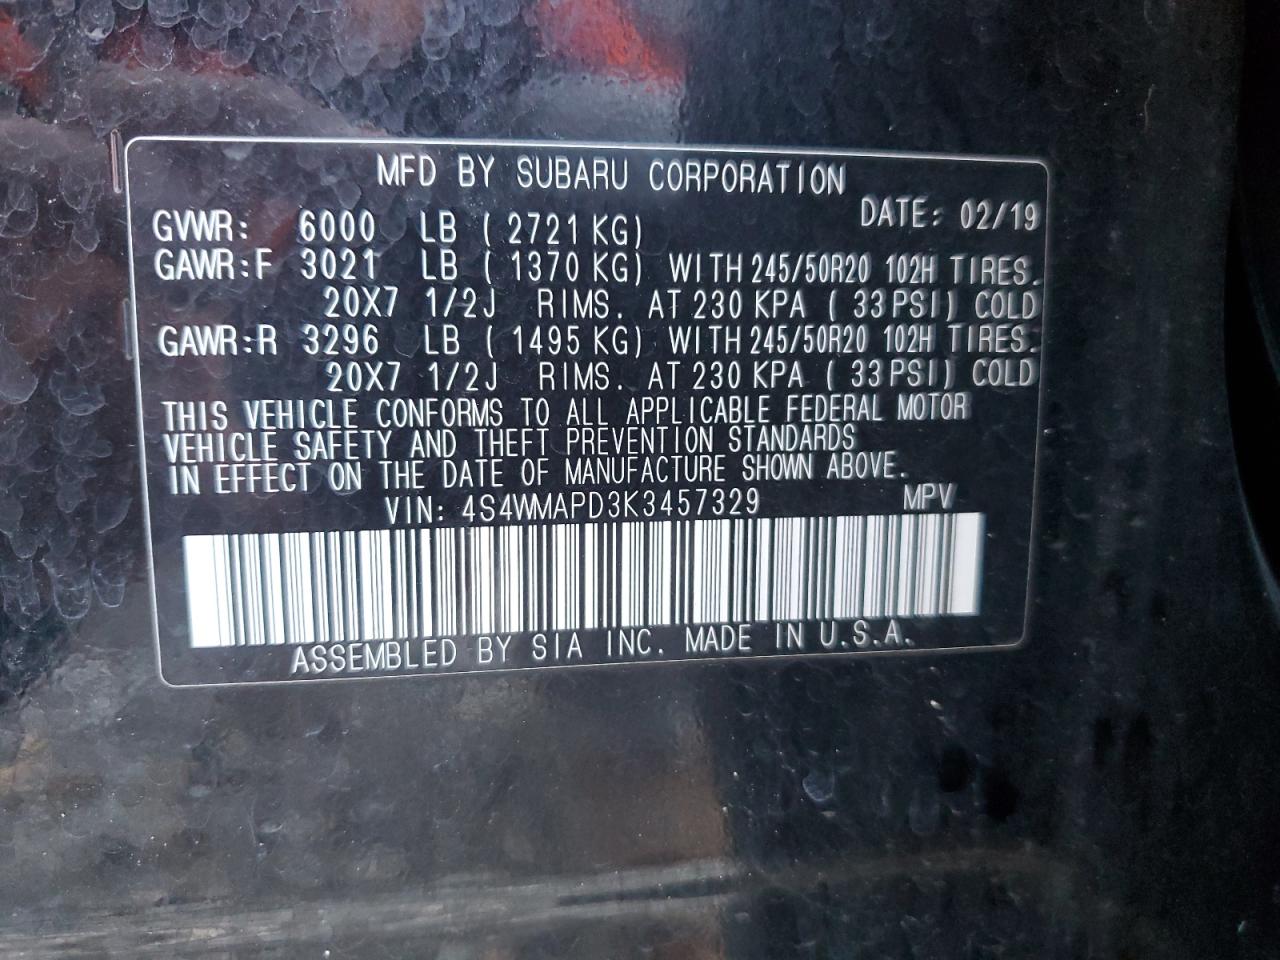 MFD BY SUBARU CORPORATION
DATE: 02/19
GVWR: 6000 LB ( 2721 KG)
GAWR:F 3021 LB ( 1370 KG) WITH 245/50R20 102H TIRES.
20X7 1/2J RIMS. AT 230 KPA ( 33 PSI) COLD
GAWR:R 3296 LB ( 1495 KG) WITH 245/50R20 102H TIRES.
20X7 1/2J RIMS. AT 230 KPA ( 33 PSI) COLD
THIS VEHICLE CONFORMS TO ALL APPLICABLE FEDERAL MOTOR
VEHICLE SAFETY AND THEFT PREVENTION STANDARDS
IN EFFECT ON THE DATE OF MANUFACTURE SHOWN ABOVE.
VIN: 4S4WMAPD3K3457329 MPV
ASSEMBLED BY SIA INC. MADE IN U.S.A.